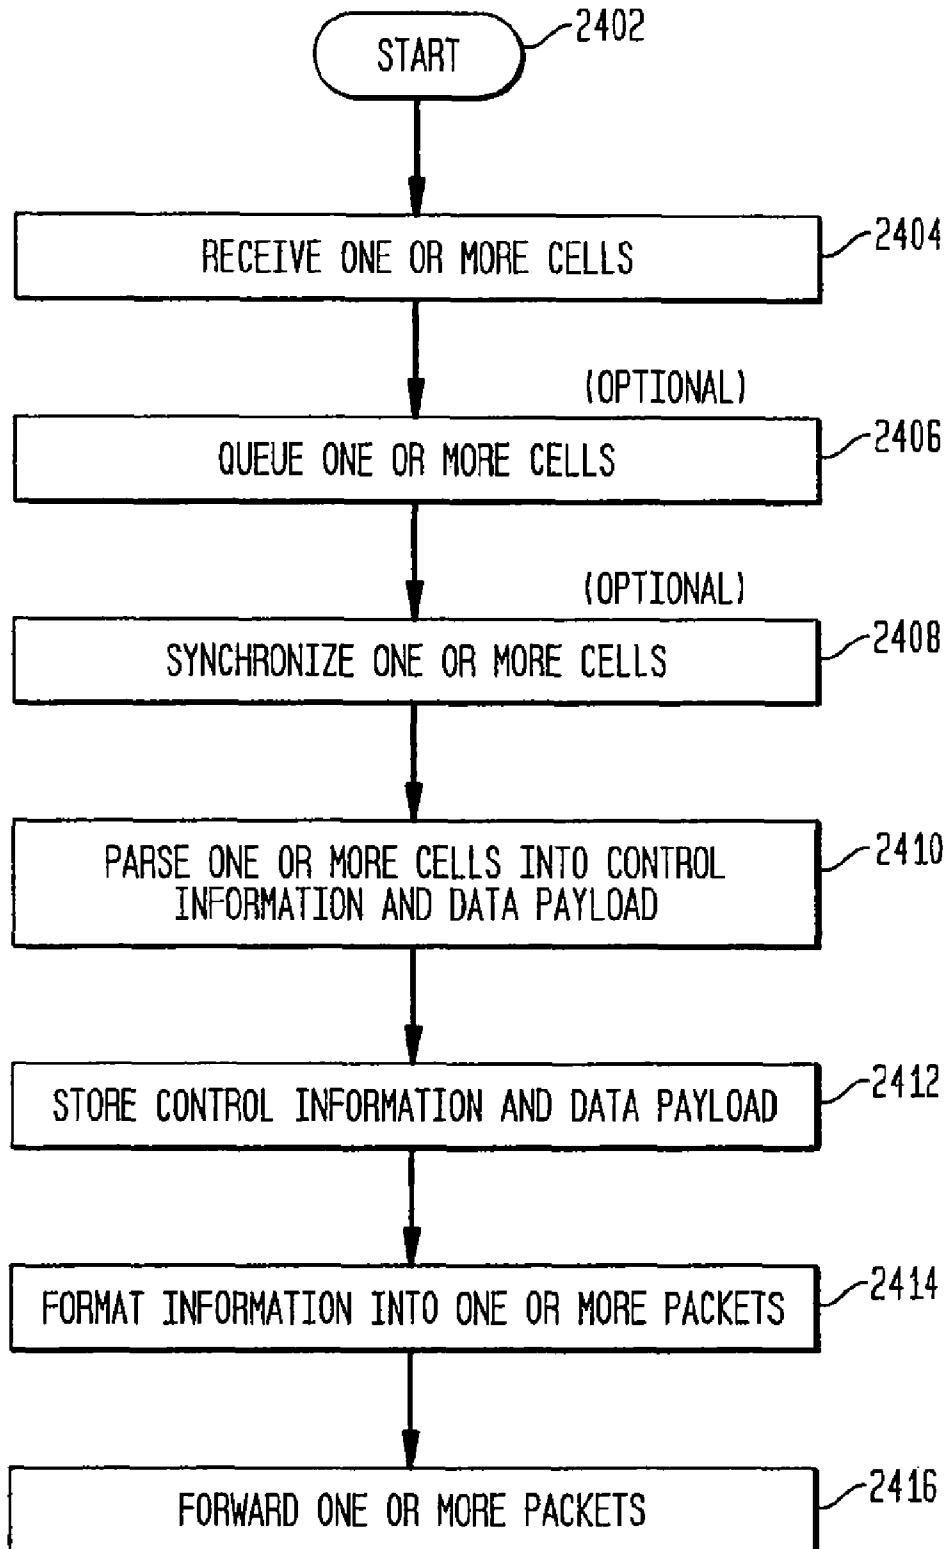 START
2402
RECEIVE ONE OR MORE CELLS
2404
(OPTIONAL)
QUEUE ONE OR MORE CELLS
2406
(OPTIONAL)
SYNCHRONIZE ONE OR MORE CELLS
2408
PARSE ONE OR MORE CELLS INTO CONTROL
INFORMATION AND DATA PAYLOAD
2410
STORE CONTROL INFORMATION AND DATA PAYLOAD
2412
FORMAT INFORMATION INTO ONE OR MORE PACKETS
2414
FORWARD ONE OR MORE PACKETS
2416